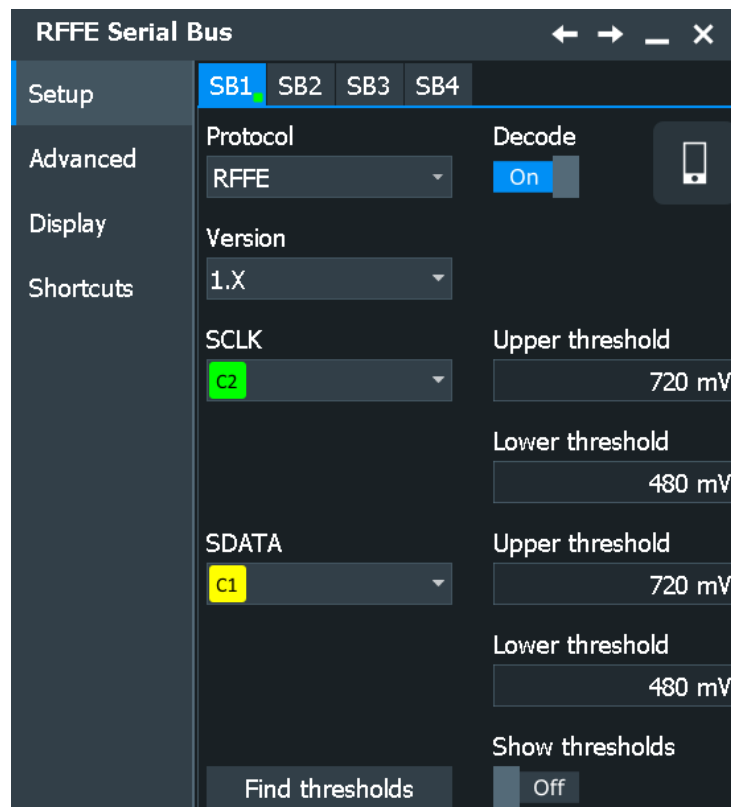 RFFE Serial Bus
Setup
Advanced
Display
Shortcuts
SB1 SB2 SB3 SB4
Protocol
Decode
RFFE
On
Version
1.X
SCLK
Upper threshold
C2
720 mV
Lower threshold
480 mV
SDATA
Upper threshold
C1
720 mV
Lower threshold
480 mV
Show thresholds
Find thresholds
Off